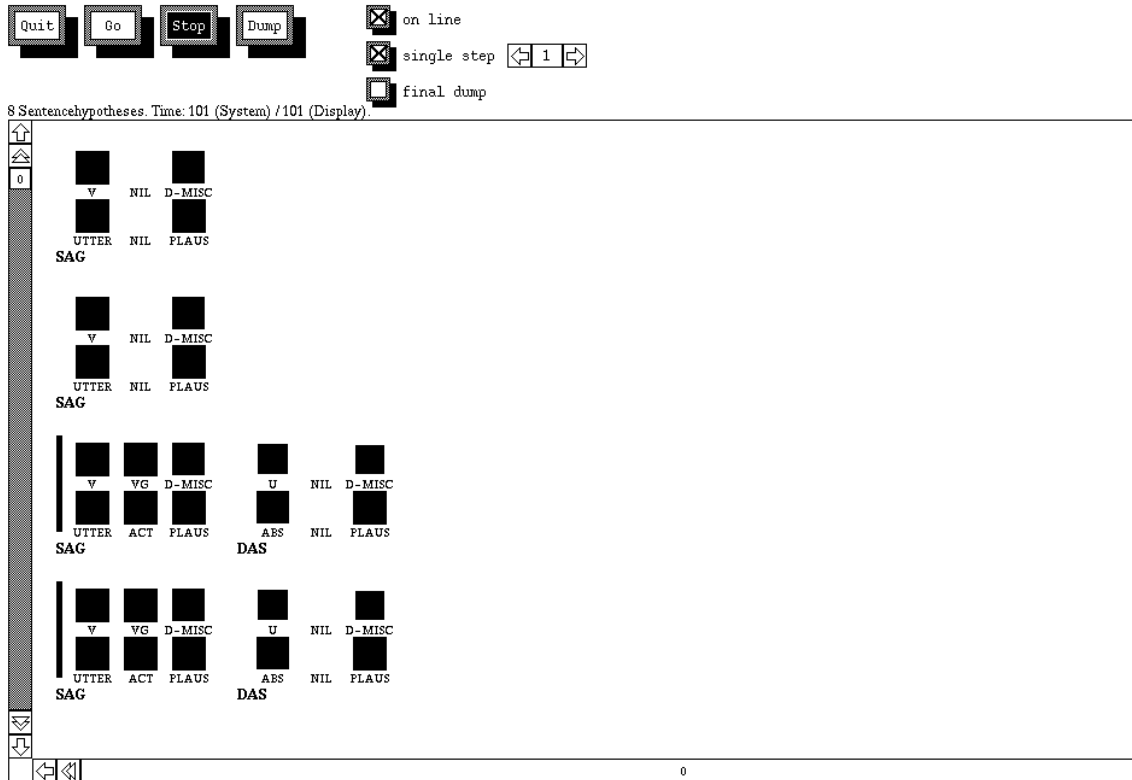 Quit Go Stop Dump
on line
single step 1
final dump
8 Sentencehypotheses. Time: 101 (System) / 101 (Display).
0
V NIL D-MISC
UTTER NIL PLAUS
SAG
V NIL D-MISC
UTTER NIL PLAUS
SAG
V VG D-MISC U NIL D-MISC
UTTER ACT PLAUS ABS NIL PLAUS
SAG DAS
V VG D-MISC U NIL D-MISC
UTTER ACT PLAUS ABS NIL PLAUS
SAG DAS
0